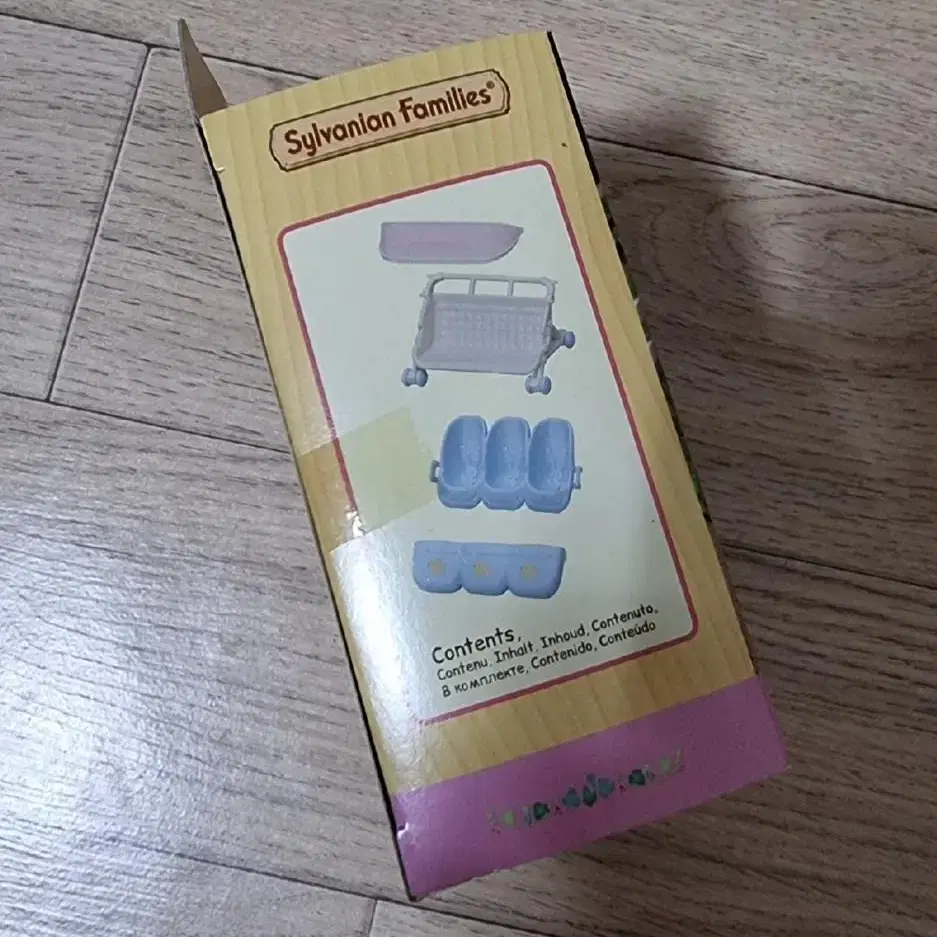 Sylvanian Families®
Contents,
Contenu, Inhalt, Inhoud, Contenuto,
В комплекте, Contenido, Conteúdo